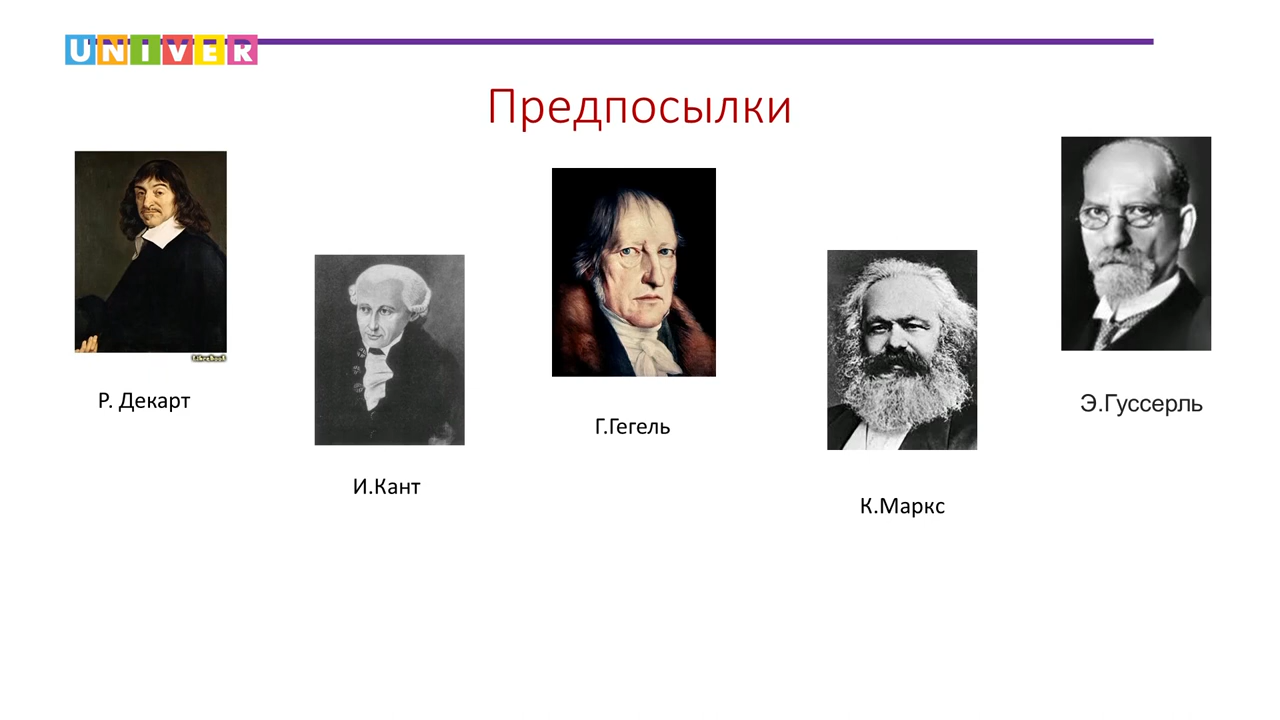 UNIVER
Предпосылки
Р. Декарт
И.Кант
Г.Гегель
К.Маркс
Э.Гуссерль